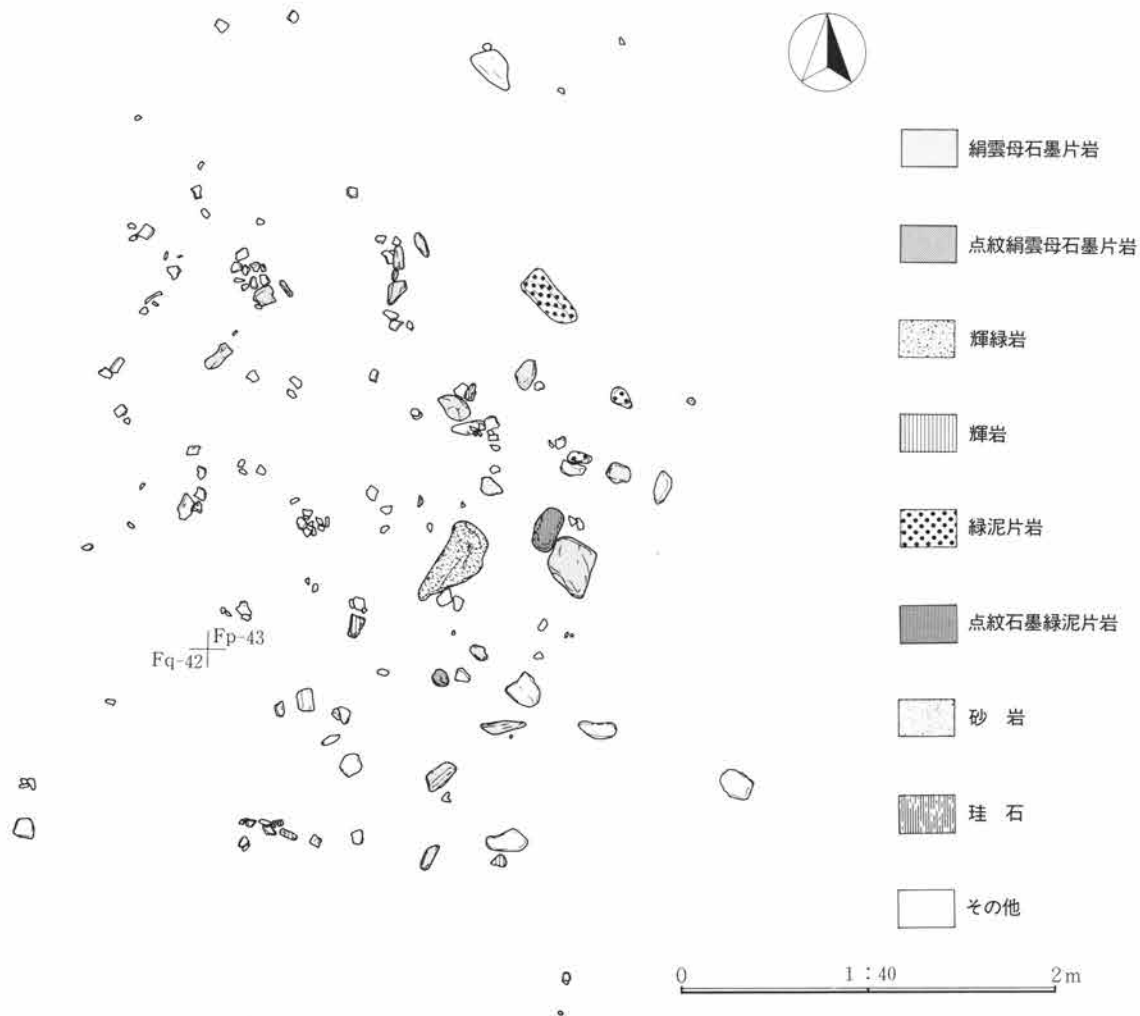 絹雲母石墨片岩
点紋絹雲母石墨片岩
輝緑岩
輝岩
緑泥片岩
Fp-43
Fq-42
点紋石墨緑泥片岩
砂 岩
珪 石
その他
0 1：40 2m